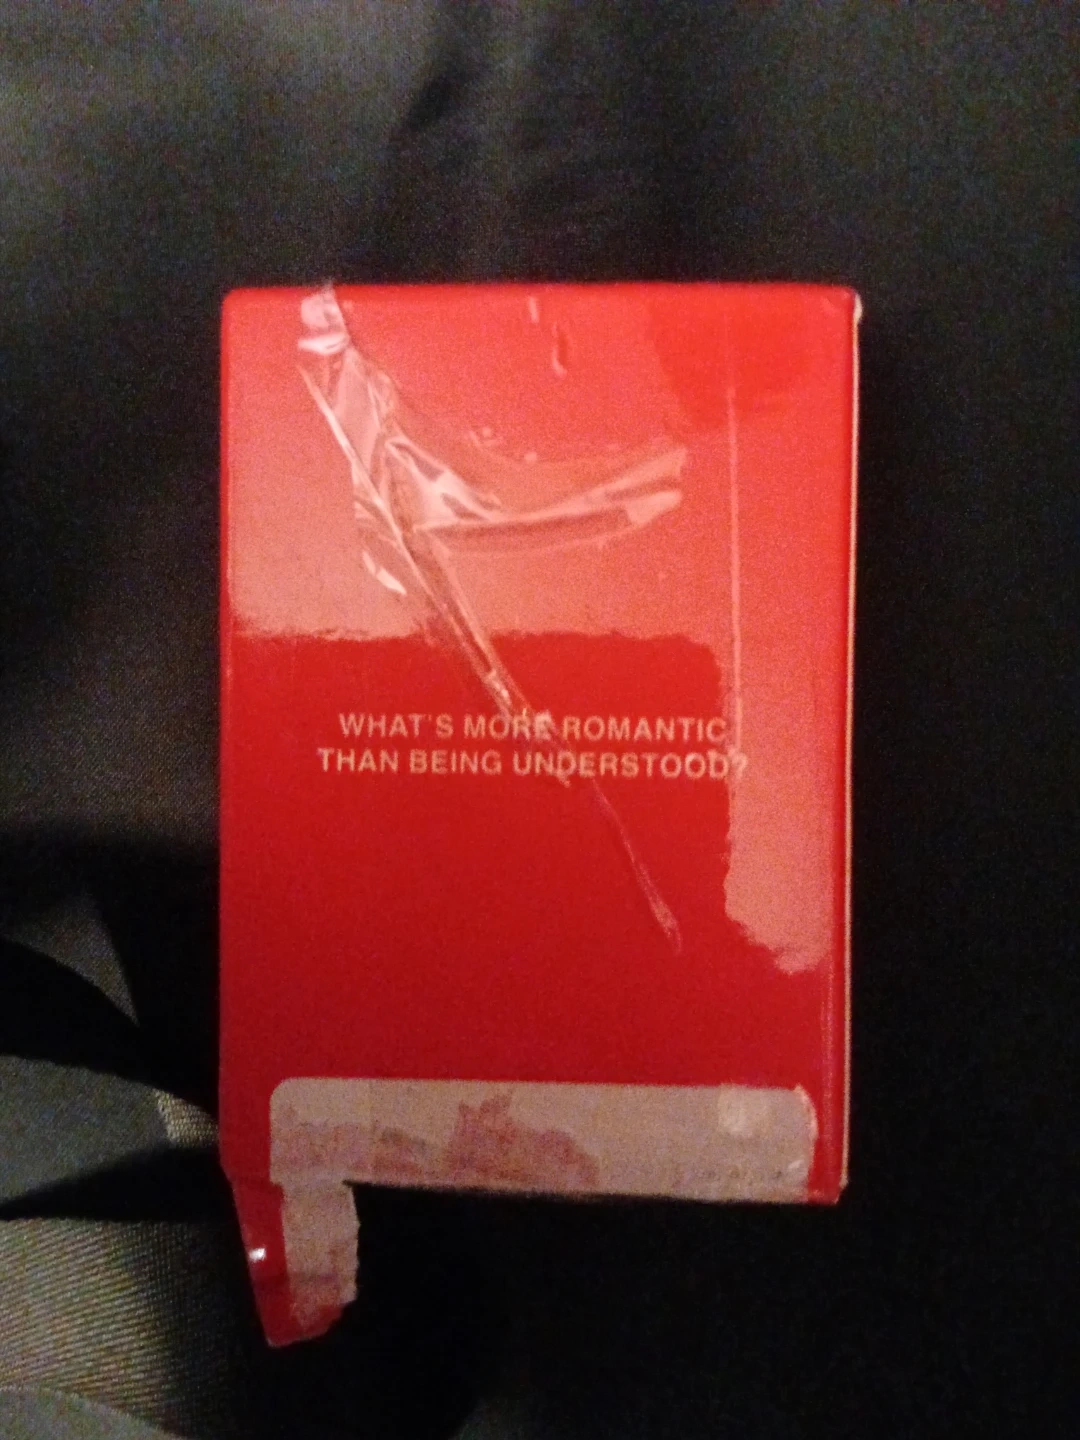 WHAT'S MORE ROMANTIC
THAN BEING UNDERSTOOD?